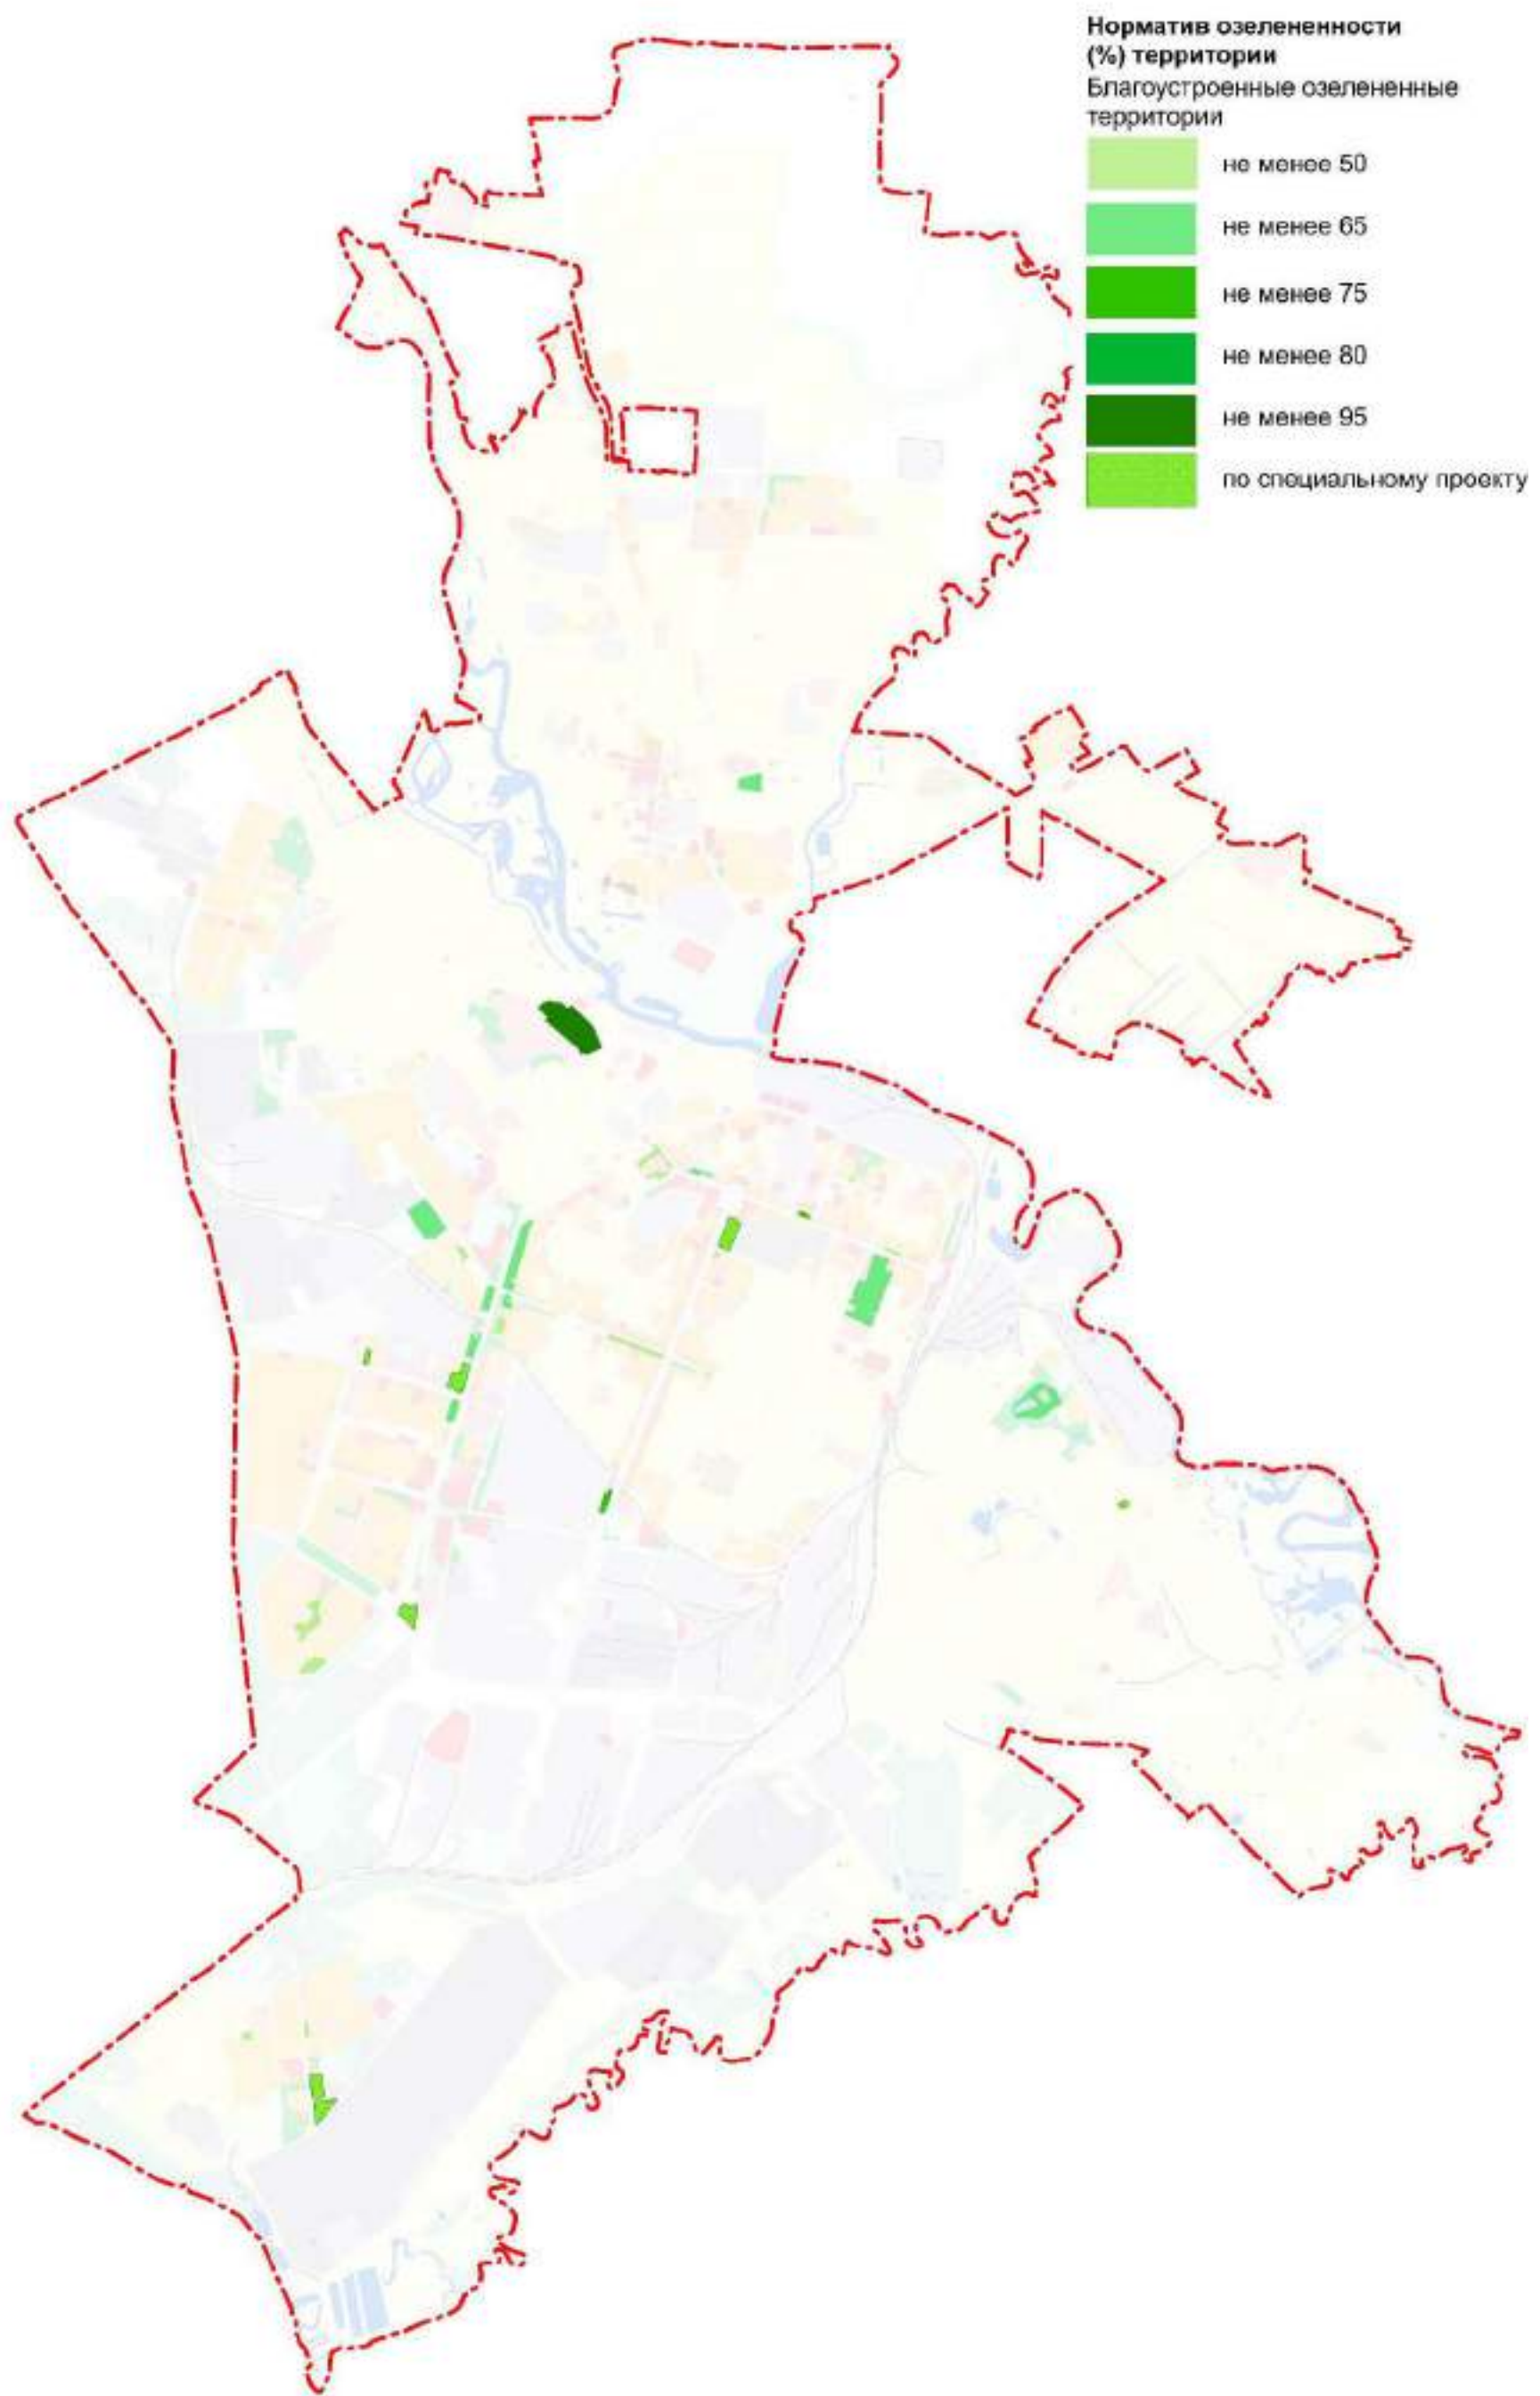 Норматив озелененности
(%) территории
Благоустроенные озелененные
территории
не менее 50
не менее 65
не менее 75
не менее 80
не менее 95
по специальному проекту